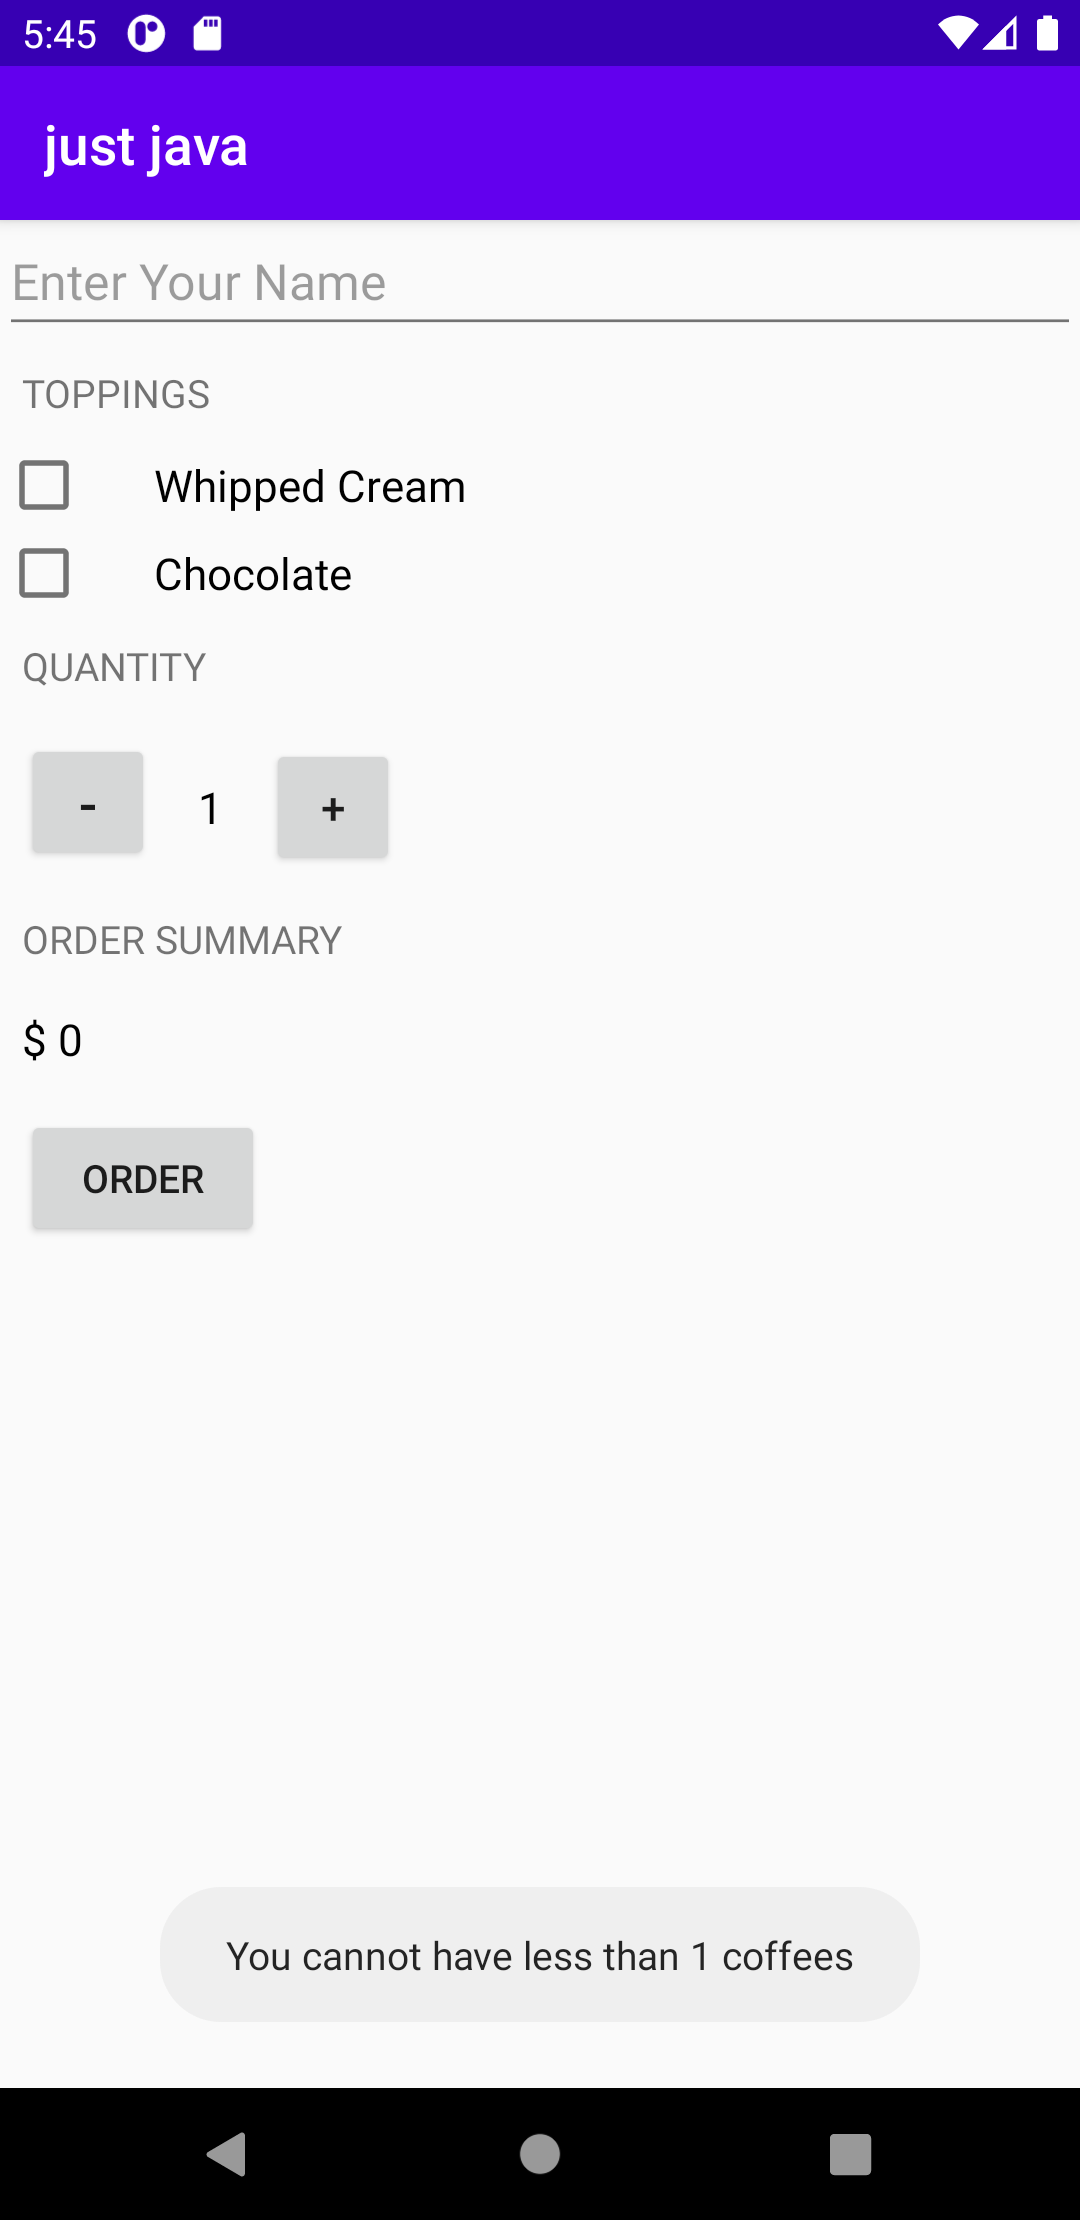 5:45
just java
Enter Your Name
TOPPINGS
Whipped Cream
Chocolate
QUANTITY
- 1 +
ORDER SUMMARY
$ 0
ORDER
You cannot have less than 1 coffees